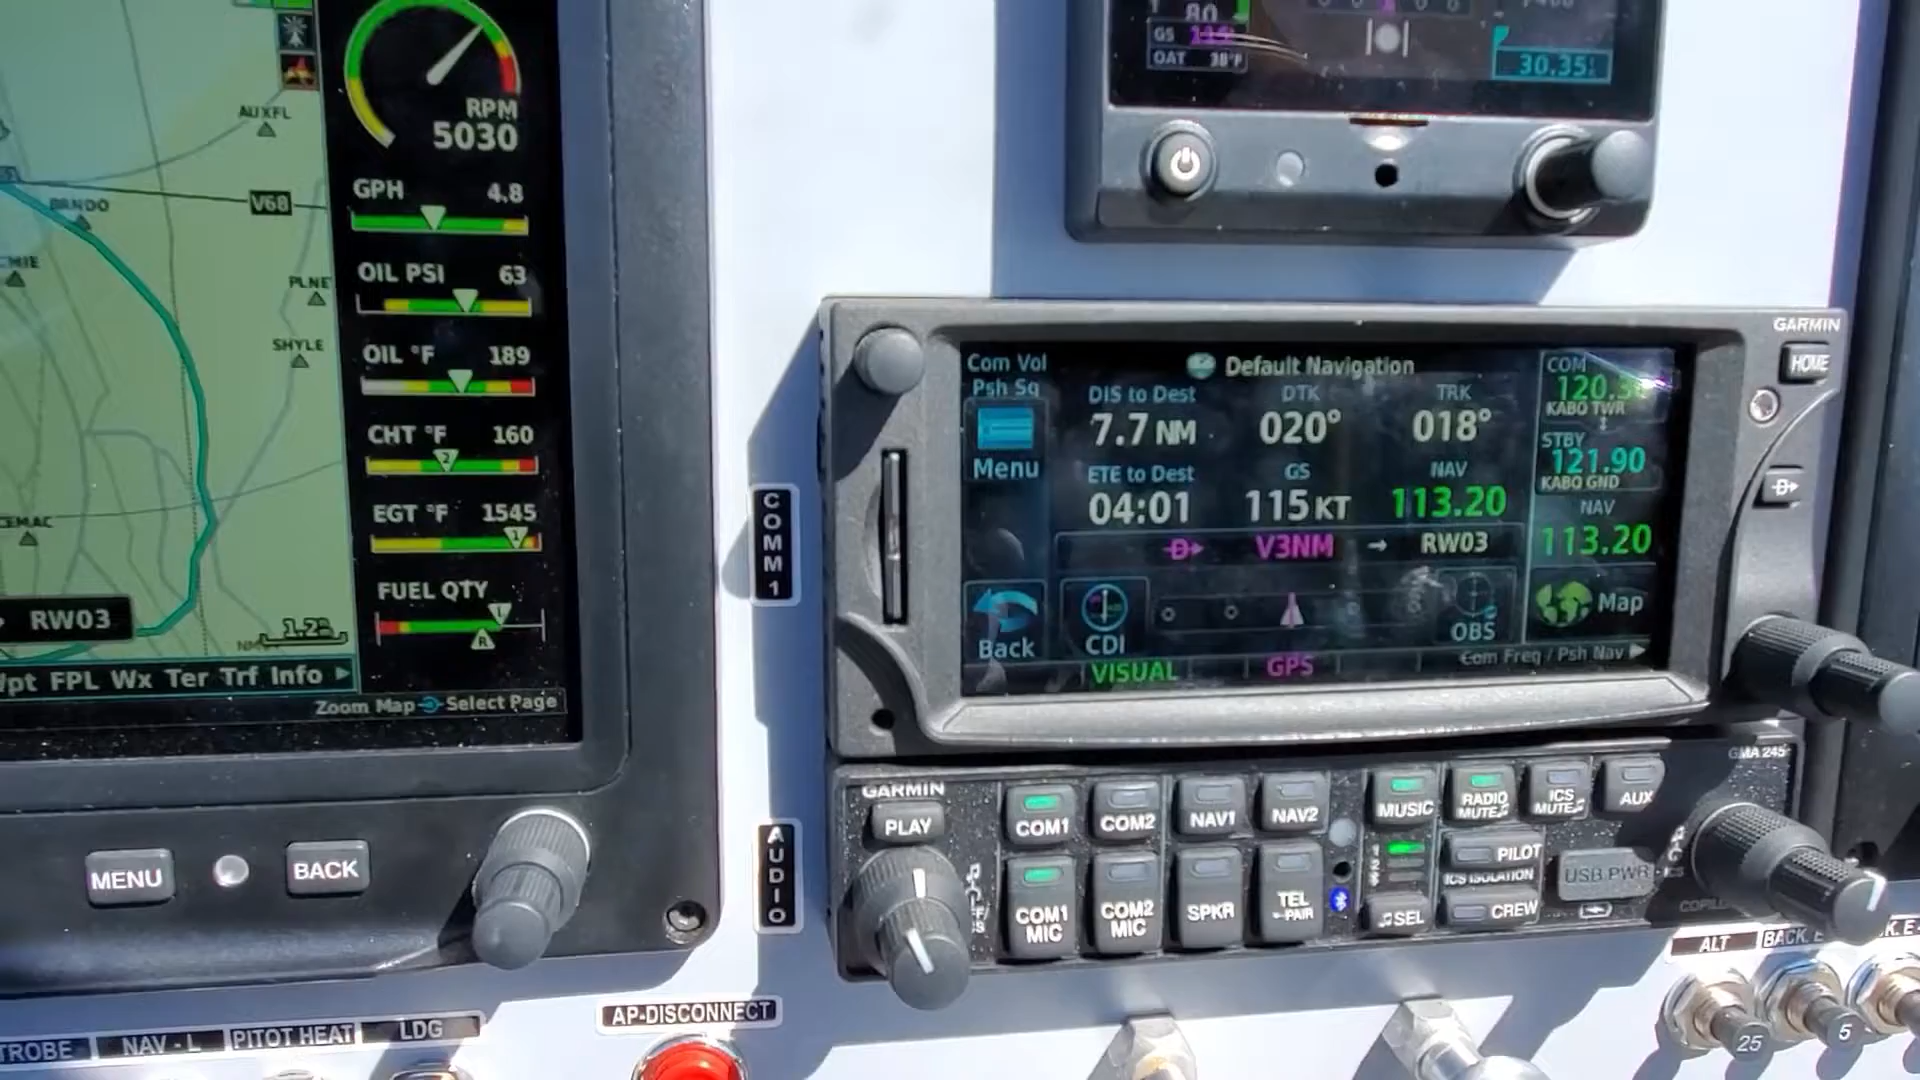 AUXFL
V68
PLNE
SHYLE
CEMAC
RW03
FPL Wx Ter Trf Info
Zoom Map Select Page
RPM
5030
GPH 4.8
OIL PSI 63
OIL °F 189
CHT °F 160
2
EGT °F 1545
1
FUEL QTY
L
R
MENU
BACK
NAV - L
PITOT HEAT
LDG
AP-DISCONNECT
80
GS
OAT 38°F
30.35
COMM 1
AUDIO
GARMIN
HOME
Com Vol
Psh Sq
Default Navigation
Menu
DIS to Dest
7.7 NM
DTK
020°
TRK
018°
ETE to Dest
04:01
GS
115 KT
NAV
113.20
V3NM → RW03
Back
CDI
OBS
VISUAL
GPS
COM
KABO TWR
STBY
121.90
KABO GND
NAV
113.20
Map
Com Freq / Psh Nav
GMA 245
GARMIN
PLAY
COM1
COM2
NAV1
NAV2
MUSIC
RADIO
MUTE
ICS
MUTE
AUX
COM1
MIC
COM2
MIC
SPKR
TEL
PAIR
1
2
3
SEL
PILOT
ICS ISOLATION
CREW
USB PWR
ALT
25
5